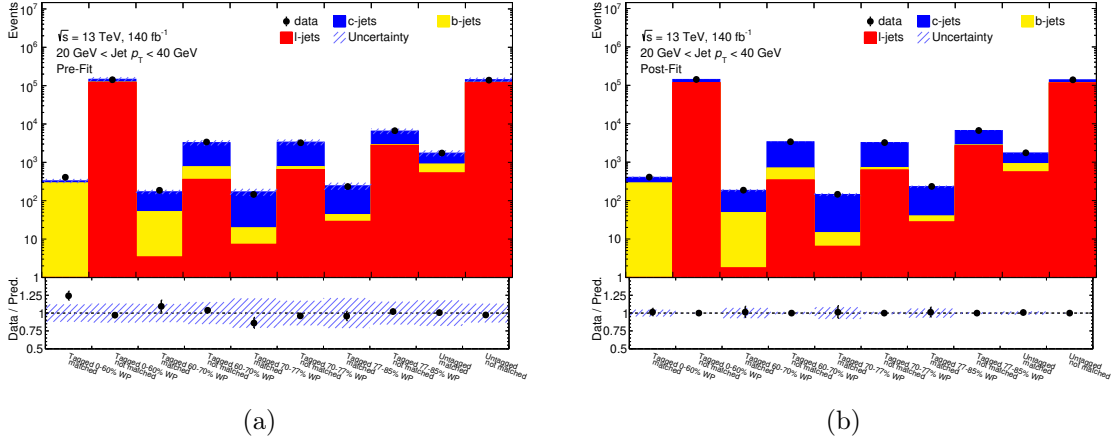 Events
10⁷
10⁶
10⁵
10⁴
10³
10²
10
1
√s = 13 TeV, 140 fb⁻¹
20 GeV < Jet p_T < 40 GeV
Pre-Fit
data
c-jets
b-jets
l-jets
Uncertainty
Data / Pred.
1.25
1
0.75
0.5
Tagged 0-60% WP
matched
Tagged 0-60% WP
not matched
Tagged 60-70% WP
matched
Tagged 60-70% WP
not matched
Tagged 70-77% WP
matched
Tagged 70-77% WP
not matched
Tagged 77-85% WP
matched
Tagged 77-85% WP
not matched
Untagged
matched
Untagged
not matched
(a)
Events
10⁷
10⁶
10⁵
10⁴
10³
10²
10
1
√s = 13 TeV, 140 fb⁻¹
20 GeV < Jet p_T < 40 GeV
Post-Fit
data
c-jets
b-jets
l-jets
Uncertainty
Data / Pred.
1.25
1
0.75
0.5
Tagged 0-60% WP
matched
Tagged 0-60% WP
not matched
Tagged 60-70% WP
matched
Tagged 60-70% WP
not matched
Tagged 70-77% WP
matched
Tagged 70-77% WP
not matched
Tagged 77-85% WP
matched
Tagged 77-85% WP
not matched
Untagged
matched
Untagged
not matched
(b)